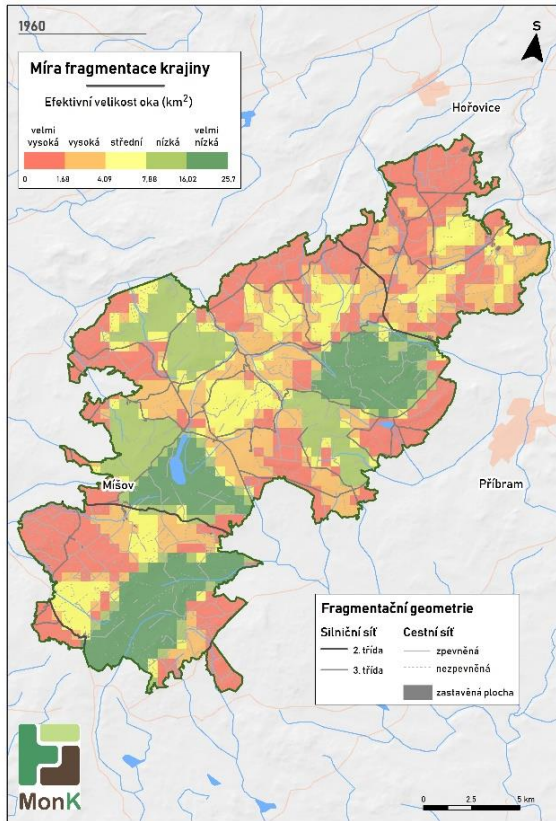 1960
S
Míra fragmentace krajiny
Efektivní velikost oka (km²)
velmi vysoká
vysoká
střední
nízká
velmi nízká
0 1.68 4.09 7.88 16,02 25.7
Hořovice
Míšov
Příbram
Fragmentační geometrie
Silniční síť
2. třída
3. třída
Cestní síť
zpevněná
nezpevněná
zastavěná plocha
MonK
0 2.5 5 km